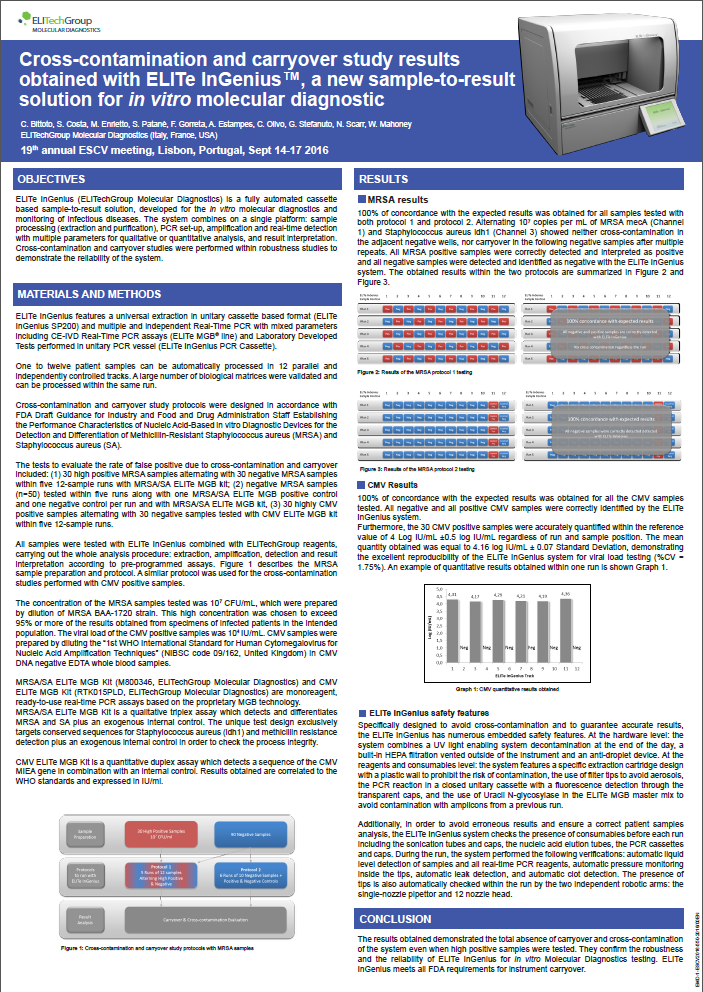 ELITechGroup
MOLECULAR DIAGNOSTICS
Cross-contamination and carryover study results
obtained with ELITe InGenius™, a new sample-to-result
solution for in vitro molecular diagnostic
C. Bittoto, S. Costa, M. Enrietto, S. Patanè, F. Gorreta, A. Estampes, C. Olivo, G. Stefanuto, N. Scarr, W. Mahoney
ELITechGroup Molecular Diagnostics (Italy, France, USA)
19th annual ESCV meeting, Lisbon, Portugal, Sept 14-17 2016
OBJECTIVES
ELITe InGenius (ELITechGroup Molecular Diagnostics) is a fully automated cassette
based sample-to-result solution, developed for the in vitro molecular diagnostics and
monitoring of infectious diseases. The system combines on a single platform: sample
processing (extraction and purification), PCR set-up, amplification and real-time detection
with multiple parameters for qualitative or quantitative analysis, and result interpretation.
Cross-contamination and carryover studies were performed within robustness studies to
demonstrate the reliability of the system.
MATERIALS AND METHODS
ELITe InGenius features a universal extraction in unitary cassette based format (ELITe
InGenius SP200) and multiple and independent Real-Time PCR with mixed parameters
including CE-IVD Real-Time PCR assays (ELITe MGB® line) and Laboratory Developed
Tests performed in unitary PCR vessel (ELITe InGenius PCR Cassette).
One to twelve patient samples can be automatically processed in 12 parallel and
independently controlled tracks. A large number of biological matrices were validated and
can be processed within the same run.
Cross-contamination and carryover study protocols were designed in accordance with
FDA Draft Guidance for Industry and Food and Drug Administration Staff Establishing
the Performance Characteristics of Nucleic Acid-Based in vitro Diagnostic Devices for the
Detection and Differentiation of Methicillin-Resistant Staphylococcus aureus (MRSA) and
Staphylococcus aureus (SA).
The tests to evaluate the rate of false positive due to cross-contamination and carryover
included: (1) 30 high positive MRSA samples alternating with 30 negative MRSA samples
within five 12-sample runs with MRSA/SA ELITe MGB kit; (2) negative MRSA samples
(n=50) tested within five runs along with one MRSA/SA ELITe MGB positive control
and one negative control per run and with MRSA/SA ELITe MGB kit, (3) 30 highly CMV
positive samples alternating with 30 negative samples tested with CMV ELITe MGB kit
within five 12-sample runs.
All samples were tested with ELITe InGenius combined with ELITechGroup reagents,
carrying out the whole analysis procedure: extraction, amplification, detection and result
interpretation according to pre-programmed assays. Figure 1 describes the MRSA
sample preparation and protocol. A similar protocol was used for the cross-contamination
studies performed with CMV positive samples.
The concentration of the MRSA samples tested was 10⁷ CFU/mL, which were prepared
by dilution of MRSA BAA-1720 strain. This high concentration was chosen to exceed
95% or more of the results obtained from specimens of infected patients in the intended
population. The viral load of the CMV positive samples was 10⁴ IU/mL. CMV samples were
prepared by diluting the "1st WHO International Standard for Human Cytomegalovirus for
Nucleic Acid Amplification Techniques" (NIBSC code 09/162, United Kingdom) in CMV
DNA negative EDTA whole blood samples.
MRSA/SA ELITe MGB Kit (M800346, ELITechGroup Molecular Diagnostics) and CMV
ELITe MGB Kit (RTK015PLD, ELITechGroup Molecular Diagnostics) are monoreagent,
ready-to-use real-time PCR assays based on the proprietary MGB technology.
MRSA/SA ELITe MGB Kit is a qualitative triplex assay which detects and differentiates
MRSA and SA plus an exogenous internal control. The unique test design exclusively
targets conserved sequences for Staphylococcus aureus (ldh1) and methicillin resistance
detection plus an exogenous internal control in order to check the process integrity.
CMV ELITe MGB Kit is a quantitative duplex assay which detects a sequence of the CMV
MIEA gene in combination with an internal control. Results obtained are correlated to the
WHO standards and expressed in IU/ml.
Sample
Preparation
30 High Positive Samples
10⁷ CFU/ml
90 Negative Samples
Protocols
to run with
ELITe InGenius
Protocol 1
5 Runs of 12 samples
Alterning High Positive
& Negative
Protocol 2
5 Runs of 10 Negative Samples +
Positive & Negative Controls
Result
Analysis
Carryover & Cross-contamination Evaluation
Figure 1: Cross-contamination and carryover study protocols with MRSA samples
RESULTS
MRSA results
100% of concordance with the expected results was obtained for all samples tested with
both protocol 1 and protocol 2. Alternating 10⁷ copies per mL of MRSA mecA (Channel
1) and Staphylococcus aureus ldh1 (Channel 3) showed neither cross-contamination in
the adjacent negative wells, nor carryover in the following negative samples after multiple
repeats. All MRSA positive samples were correctly detected and interpreted as positive
and all negative samples were detected and identified as negative with the ELITe InGenius
system. The obtained results within the two protocols are summarized in Figure 2 and
Figure 3.
1 2 3 4 5 6 7 8 9 10 11 12
100% concordance with expected results
Figure 2: Results of the MRSA protocol 1 testing
1 2 3 4 5 6 7 8 9 10 11 12
100% concordance with expected results
Figure 3: Results of the MRSA protocol 2 testing
CMV Results
100% of concordance with the expected results was obtained for all the CMV samples
tested. All negative and all positive CMV samples were correctly identified by the ELITe
InGenius system.
Furthermore, the 30 CMV positive samples were accurately quantified within the reference
value of 4 Log IU/mL ±0.5 log IU/mL regardless of run and sample position. The mean
quantity obtained was equal to 4.16 log IU/mL ± 0.07 Standard Deviation, demonstrating
the excellent reproducibility of the ELITe InGenius system for viral load testing (%CV =
1.75%). An example of quantitative results obtained within one run is shown Graph 1.
Log (IU/mL)
5,0
4,5
4,0
3,5
3,0
2,5
2,0
1,5
1,0
0,5
0,0
4,31 4,17 4,29 4,21 4,19 4,36
Neg Neg Neg Neg Neg Neg
1 2 3 4 5 6 7 8 9 10 11 12
ELITe InGenius Track
Graph 1: CMV quantitative results obtained
ELITe InGenius safety features
Specifically designed to avoid cross-contamination and to guarantee accurate results,
the ELITe InGenius has numerous embedded safety features. At the hardware level: the
system combines a UV light enabling system decontamination at the end of the day, a
built-in HEPA filtration vented outside of the instrument and an anti-droplet device. At the
reagents and consumables level: the system features a specific extraction cartridge design
with a plastic wall to prohibit the risk of contamination, the use of filter tips to avoid aerosols,
the PCR reaction in a closed unitary cassette with a fluorescence detection through the
transparent caps, and the use of Uracil N-glycosylase in the ELITe MGB master mix to
avoid contamination with amplicons from a previous run.
Additionally, in order to avoid erroneous results and ensure a correct patient samples
analysis, the ELITe InGenius system checks the presence of consumables before each run
including the sonication tubes and caps, the nucleic acid elution tubes, the PCR cassettes
and caps. During the run, the system performed the following verifications: automatic liquid
level detection of samples and all real-time PCR reagents, automatic pressure monitoring
inside the tips, automatic leak detection, and automatic clot detection. The presence of
tips is also automatically checked within the run by the two independent robotic arms: the
single-nozzle pipettor and 12 nozzle head.
CONCLUSION
The results obtained demonstrated the total absence of carryover and cross-contamination
of the system even when high positive samples were tested. They confirm the robustness
and the reliability of ELITe InGenius for in vitro Molecular Diagnostics testing. ELITe
InGenius meets all FDA requirements for instrument carryover.